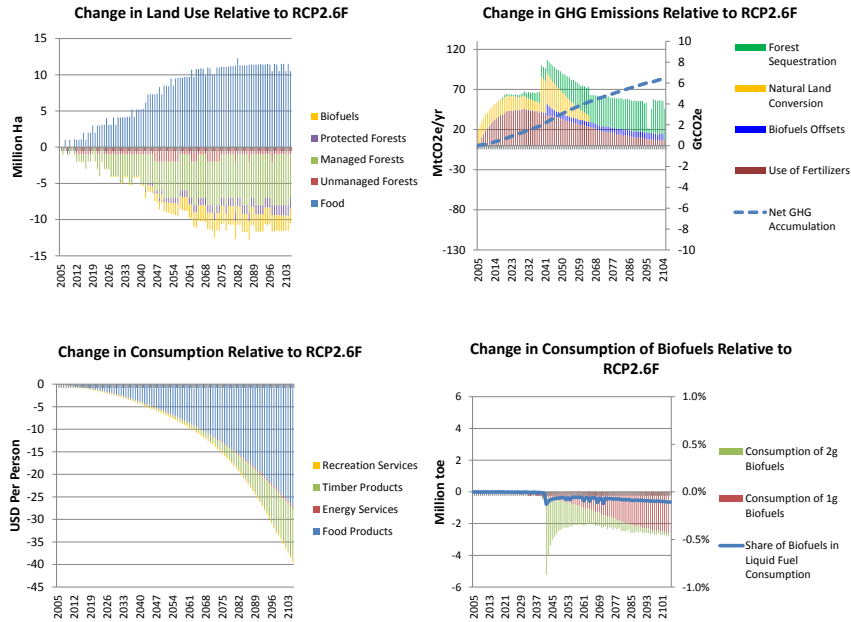 Change in Land Use Relative to RCP2.6F
15
10
5
0
-5
-10
-15
Million Ha
2005
2012
2019
2026
2033
2040
2047
2054
2061
2068
2075
2082
2089
2096
2103
Biofuels
Protected Forests
Managed Forests
Unmanaged Forests
Food
Change in GHG Emissions Relative to RCP2.6F
120
70
20
-30
-80
-130
MtCO2e/yr
10
8
6
4
2
0
-2
-4
-6
-8
-10
GtCO2e
2005
2014
2023
2032
2041
2050
2059
2068
2077
2086
2095
2104
Forest
Sequestration
Natural Land
Conversion
Biofuels Offsets
Use of Fertilizers
Net GHG
Accumulation
Change in Consumption Relative to RCP2.6F
0
-5
-10
-15
-20
-25
-30
-35
-40
-45
USD Per Person
2005
2012
2019
2026
2033
2040
2047
2054
2061
2068
2075
2082
2089
2096
2103
Recreation Services
Timber Products
Energy Services
Food Products
Change in Consumption of Biofuels Relative to
RCP2.6F
6
4
2
0
-2
-4
-6
Million toe
1.0%
0.5%
0.0%
-0.5%
-1.0%
2005
2013
2021
2029
2037
2045
2053
2061
2069
2077
2085
2093
2101
Consumption of 2g
Biofuels
Consumption of 1g
Biofuels
Share of Biofuels in
Liquid Fuel
Consumption